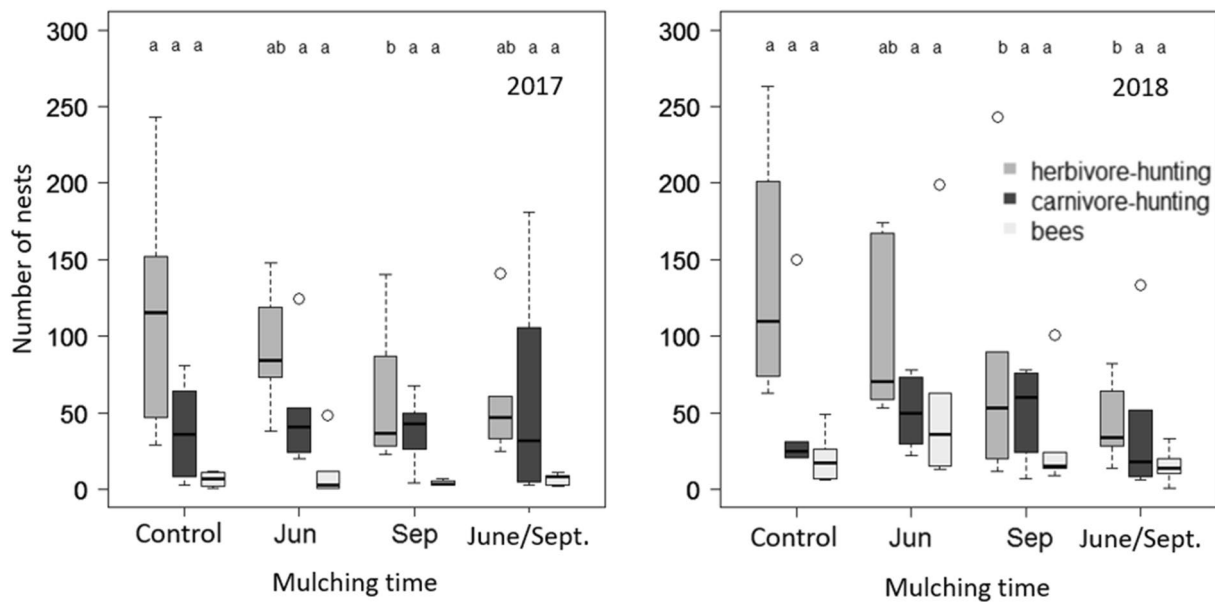 Number of nests
300
250
200
150
100
50
0
a a a ab a a b a a ab a a
2017
Control Jun Sep June/Sept.
Mulching time
300
250
200
150
100
50
0
a a a ab a a b a a b a a
2018
herbivore-hunting
carnivore-hunting
bees
Control Jun Sep June/Sept.
Mulching time